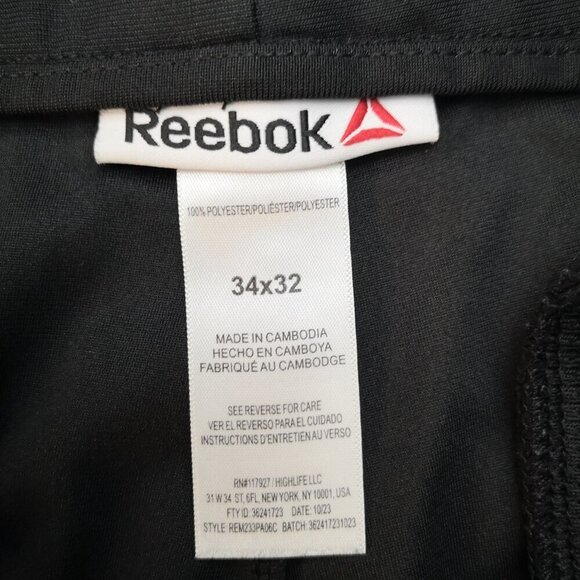 Reebok
100% POLYESTER/POLIÉSTER/POLYESTER
34x32
MADE IN CAMBODIA
HECHO EN CAMBOYA
FABRIQUÉ AU CAMBODGE
SEE REVERSE FOR CARE
VER EL REVERSO PARA EL CUIDADO
INSTRUCTIONS D'ENTRETIEN AU VERSO
RN#117927 / HIGHLIFE LLC
31 W 34 ST, 6FL, NEW YORK, NY 10001, USA
FTY ID: 36241723 DATE: 10/23
STYLE: REM233PA06C BATCH: 362417231023